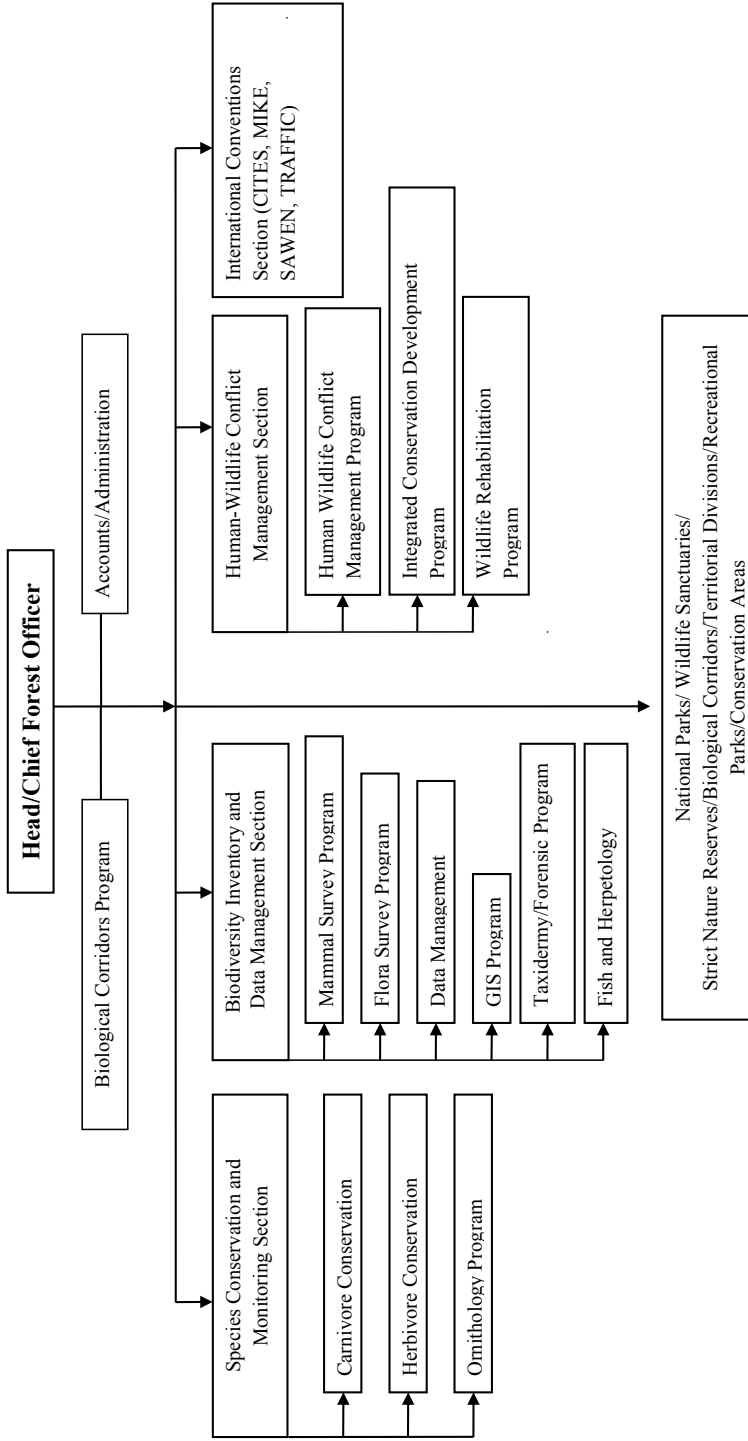 Head/Chief Forest Officer
Biological Corridors Program
Accounts/Administration
Species Conservation and
Monitoring Section
Carnivore Conservation
Herbivore Conservation
Ornithology Program
Biodiversity Inventory and
Data Management Section
Mammal Survey Program
Flora Survey Program
Data Management
GIS Program
Taxidermy/Forensic Program
Fish and Herpetology
Human-Wildlife Conflict
Management Section
Human Wildlife Conflict
Management Program
Integrated Conservation Development
Program
Wildlife Rehabilitation
Program
International Conventions
Section (CITES, MIKE,
SAWEN, TRAFFIC)
National Parks/ Wildlife Sanctuaries/
Strict Nature Reserves/Biological Corridors/Territorial Divisions/Recreational
Parks/Conservation Areas